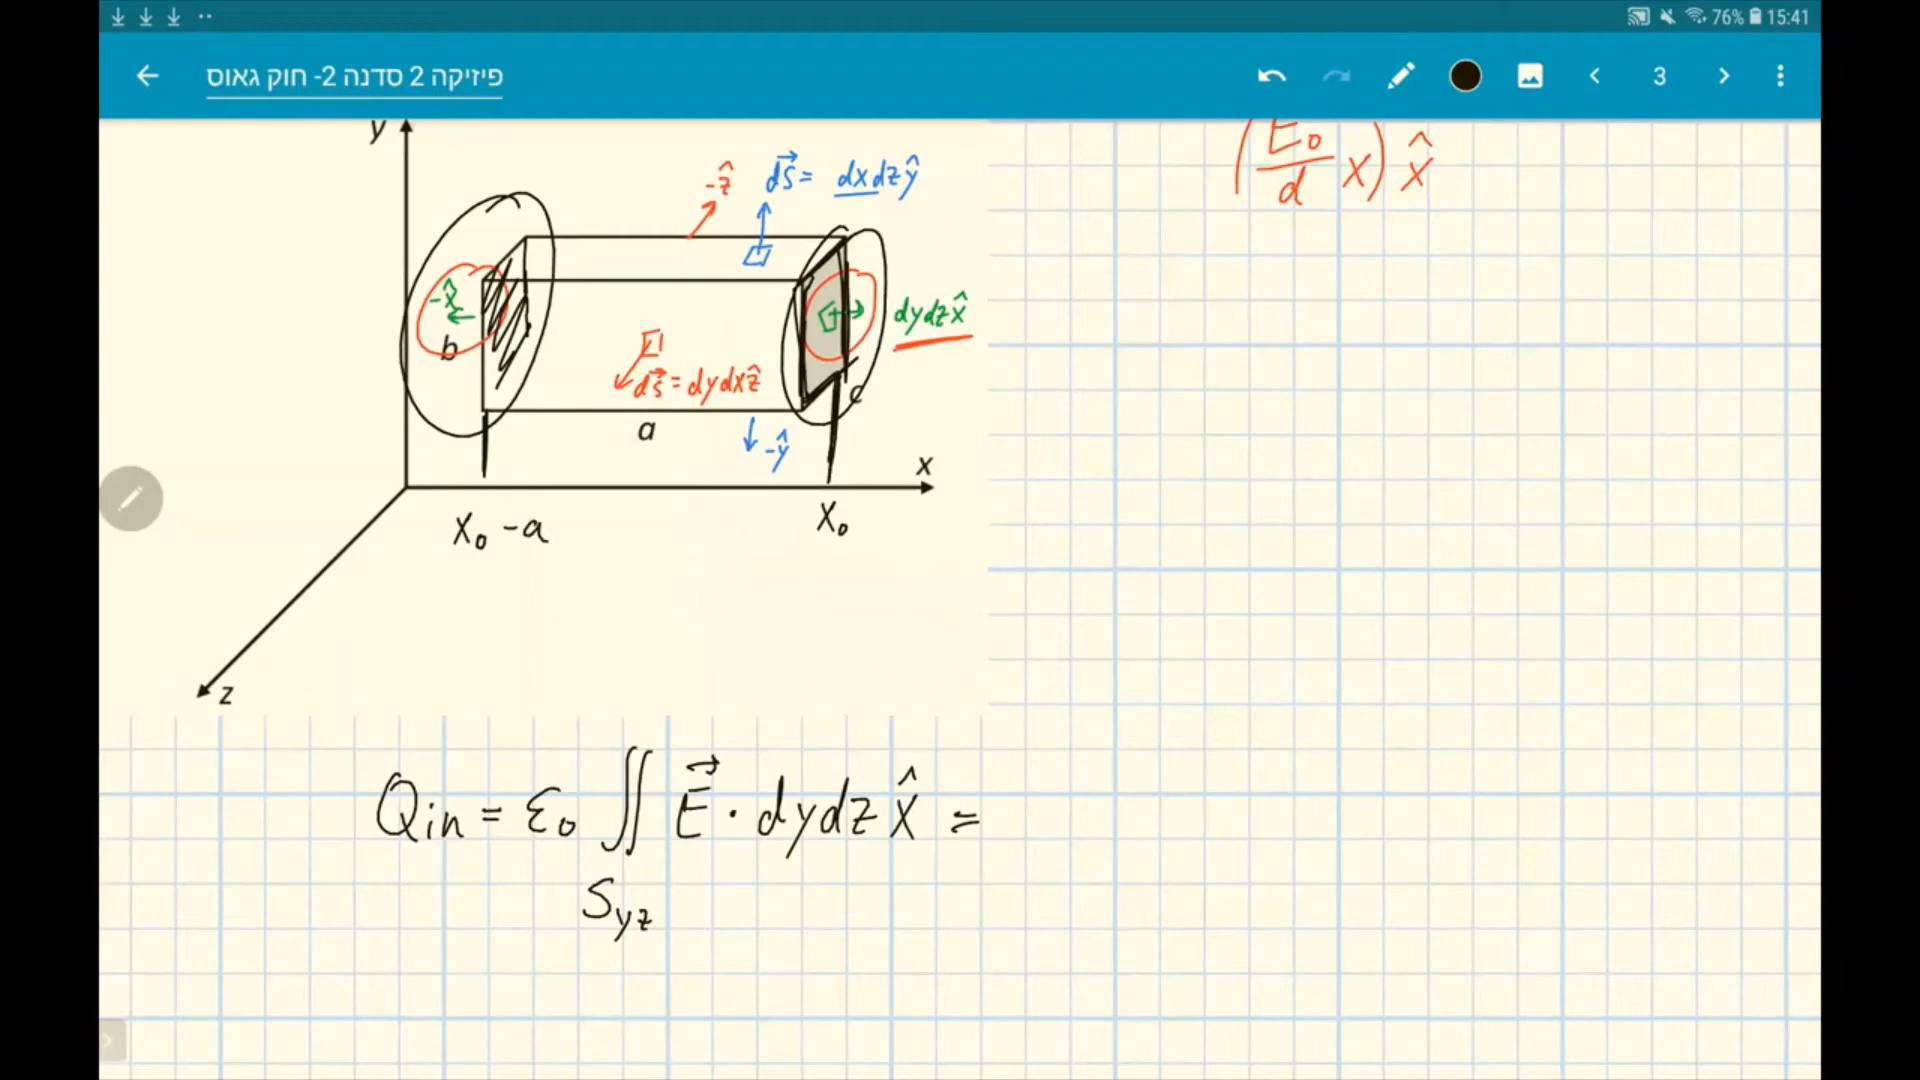 76% 15:41
פיזיקה 2 סדנה 2- חוק גאוס
3
y
-ẑ
dS⃗ = dxdzŷ
(E₀/d x) x̂
-x̂
b
dydzx̂
dS⃗ = dydxẑ
c
a
-ŷ
x
X₀ -a
X₀
z
Qin = ε₀ ∬ E⃗ · dydz x̂ =
Syz